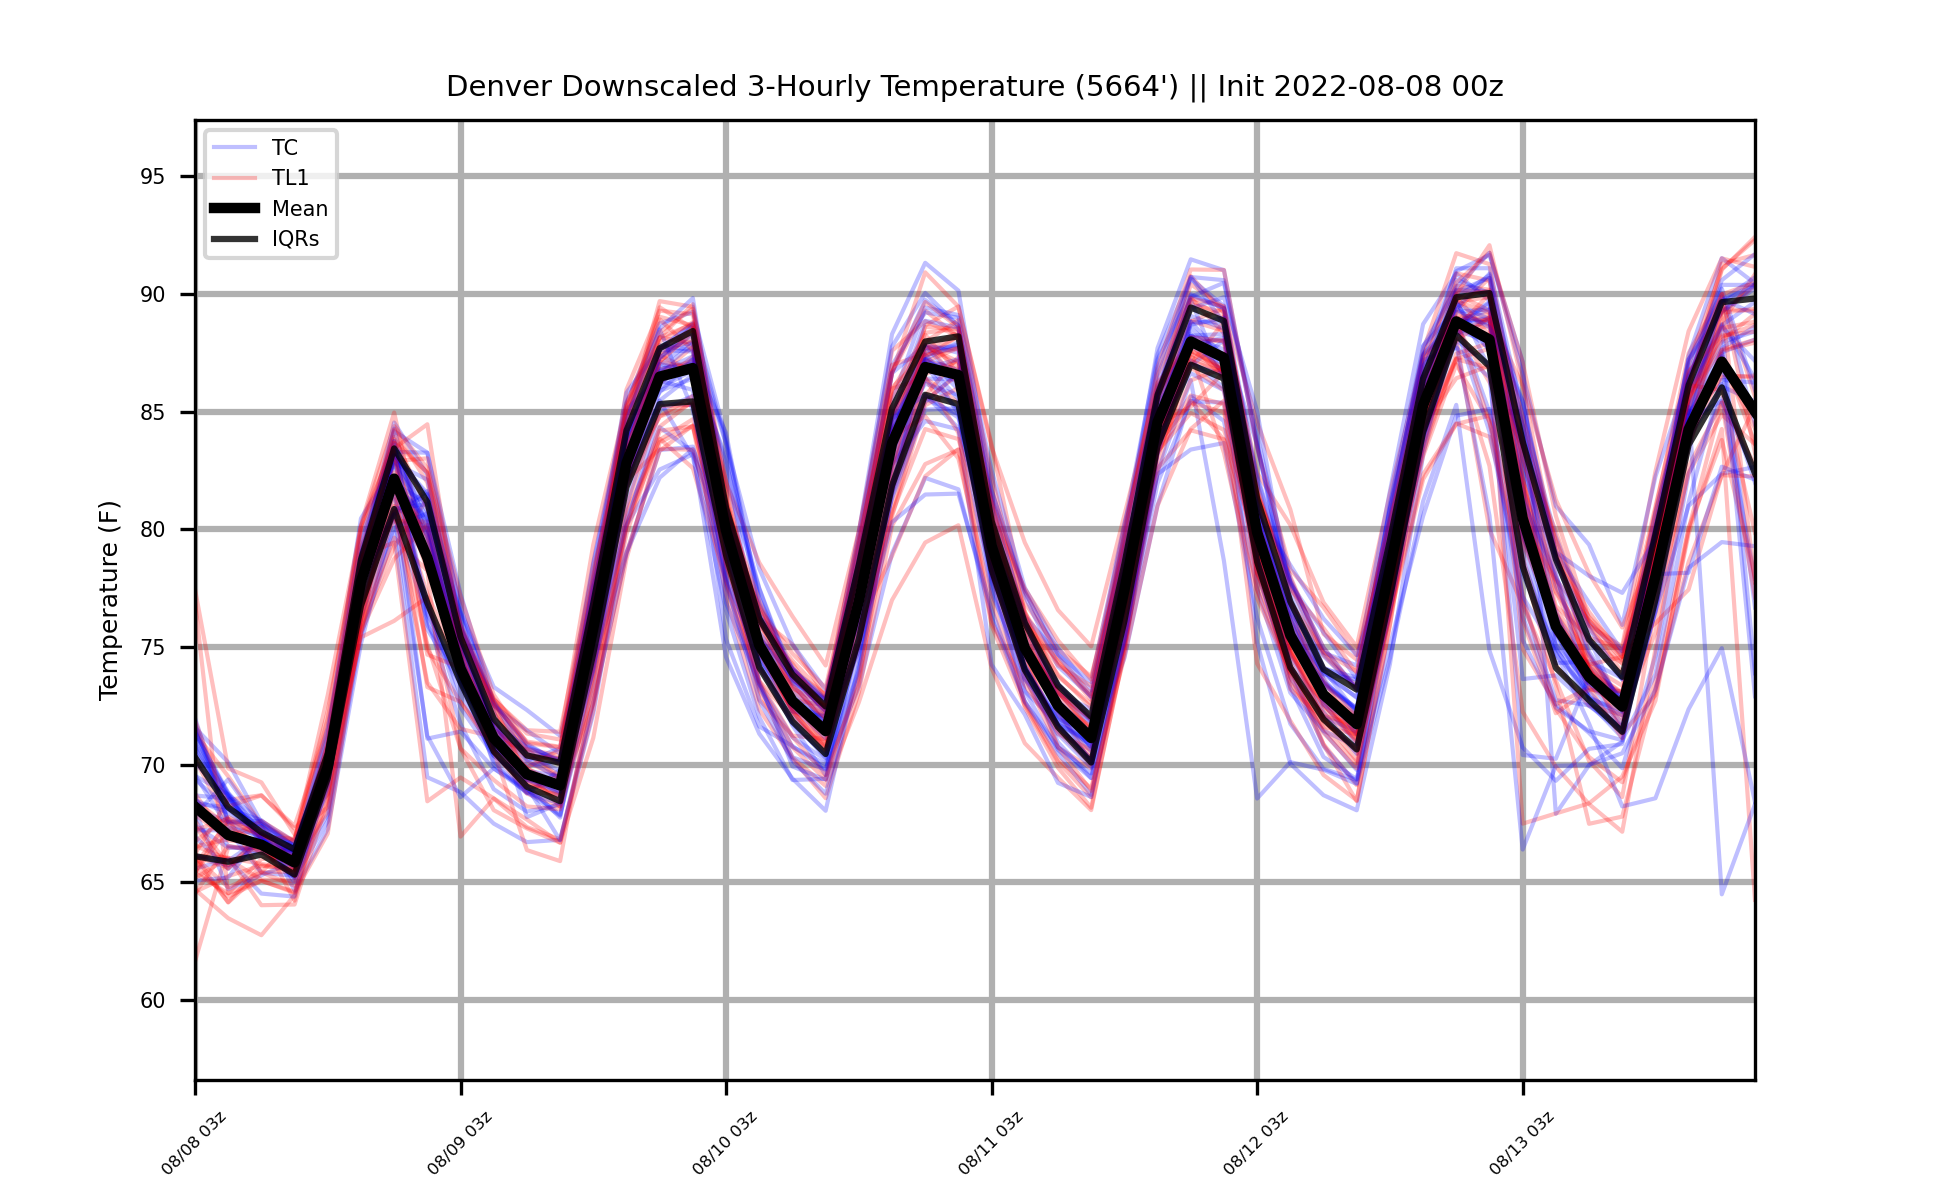 Denver Downscaled 3-Hourly Temperature (5664') || Init 2022-08-08 00z
TC
TL1
Mean
IQRs
Temperature (F)
95
90
85
80
75
70
65
60
08/08 03z
08/09 03z
08/10 03z
08/11 03z
08/12 03z
08/13 03z